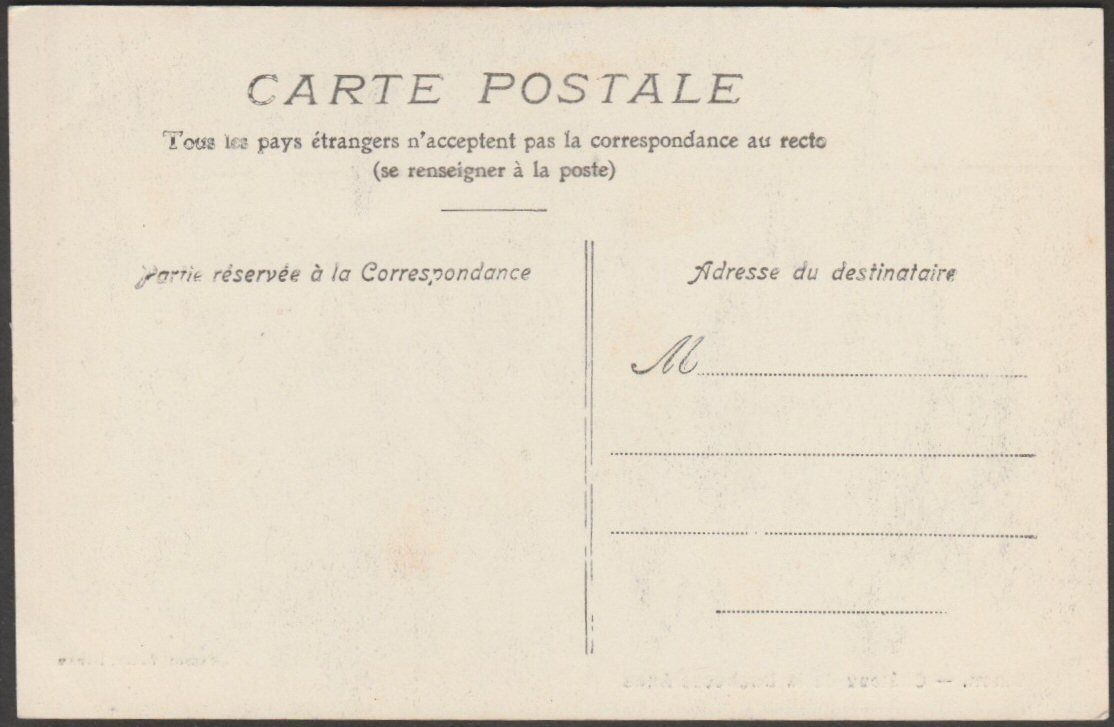 CARTE POSTALE
Tous les pays étrangers n'acceptent pas la correspondance au recto
(se renseigner à la poste)
Partie réservée à la Correspondance
Adresse du destinataire
M